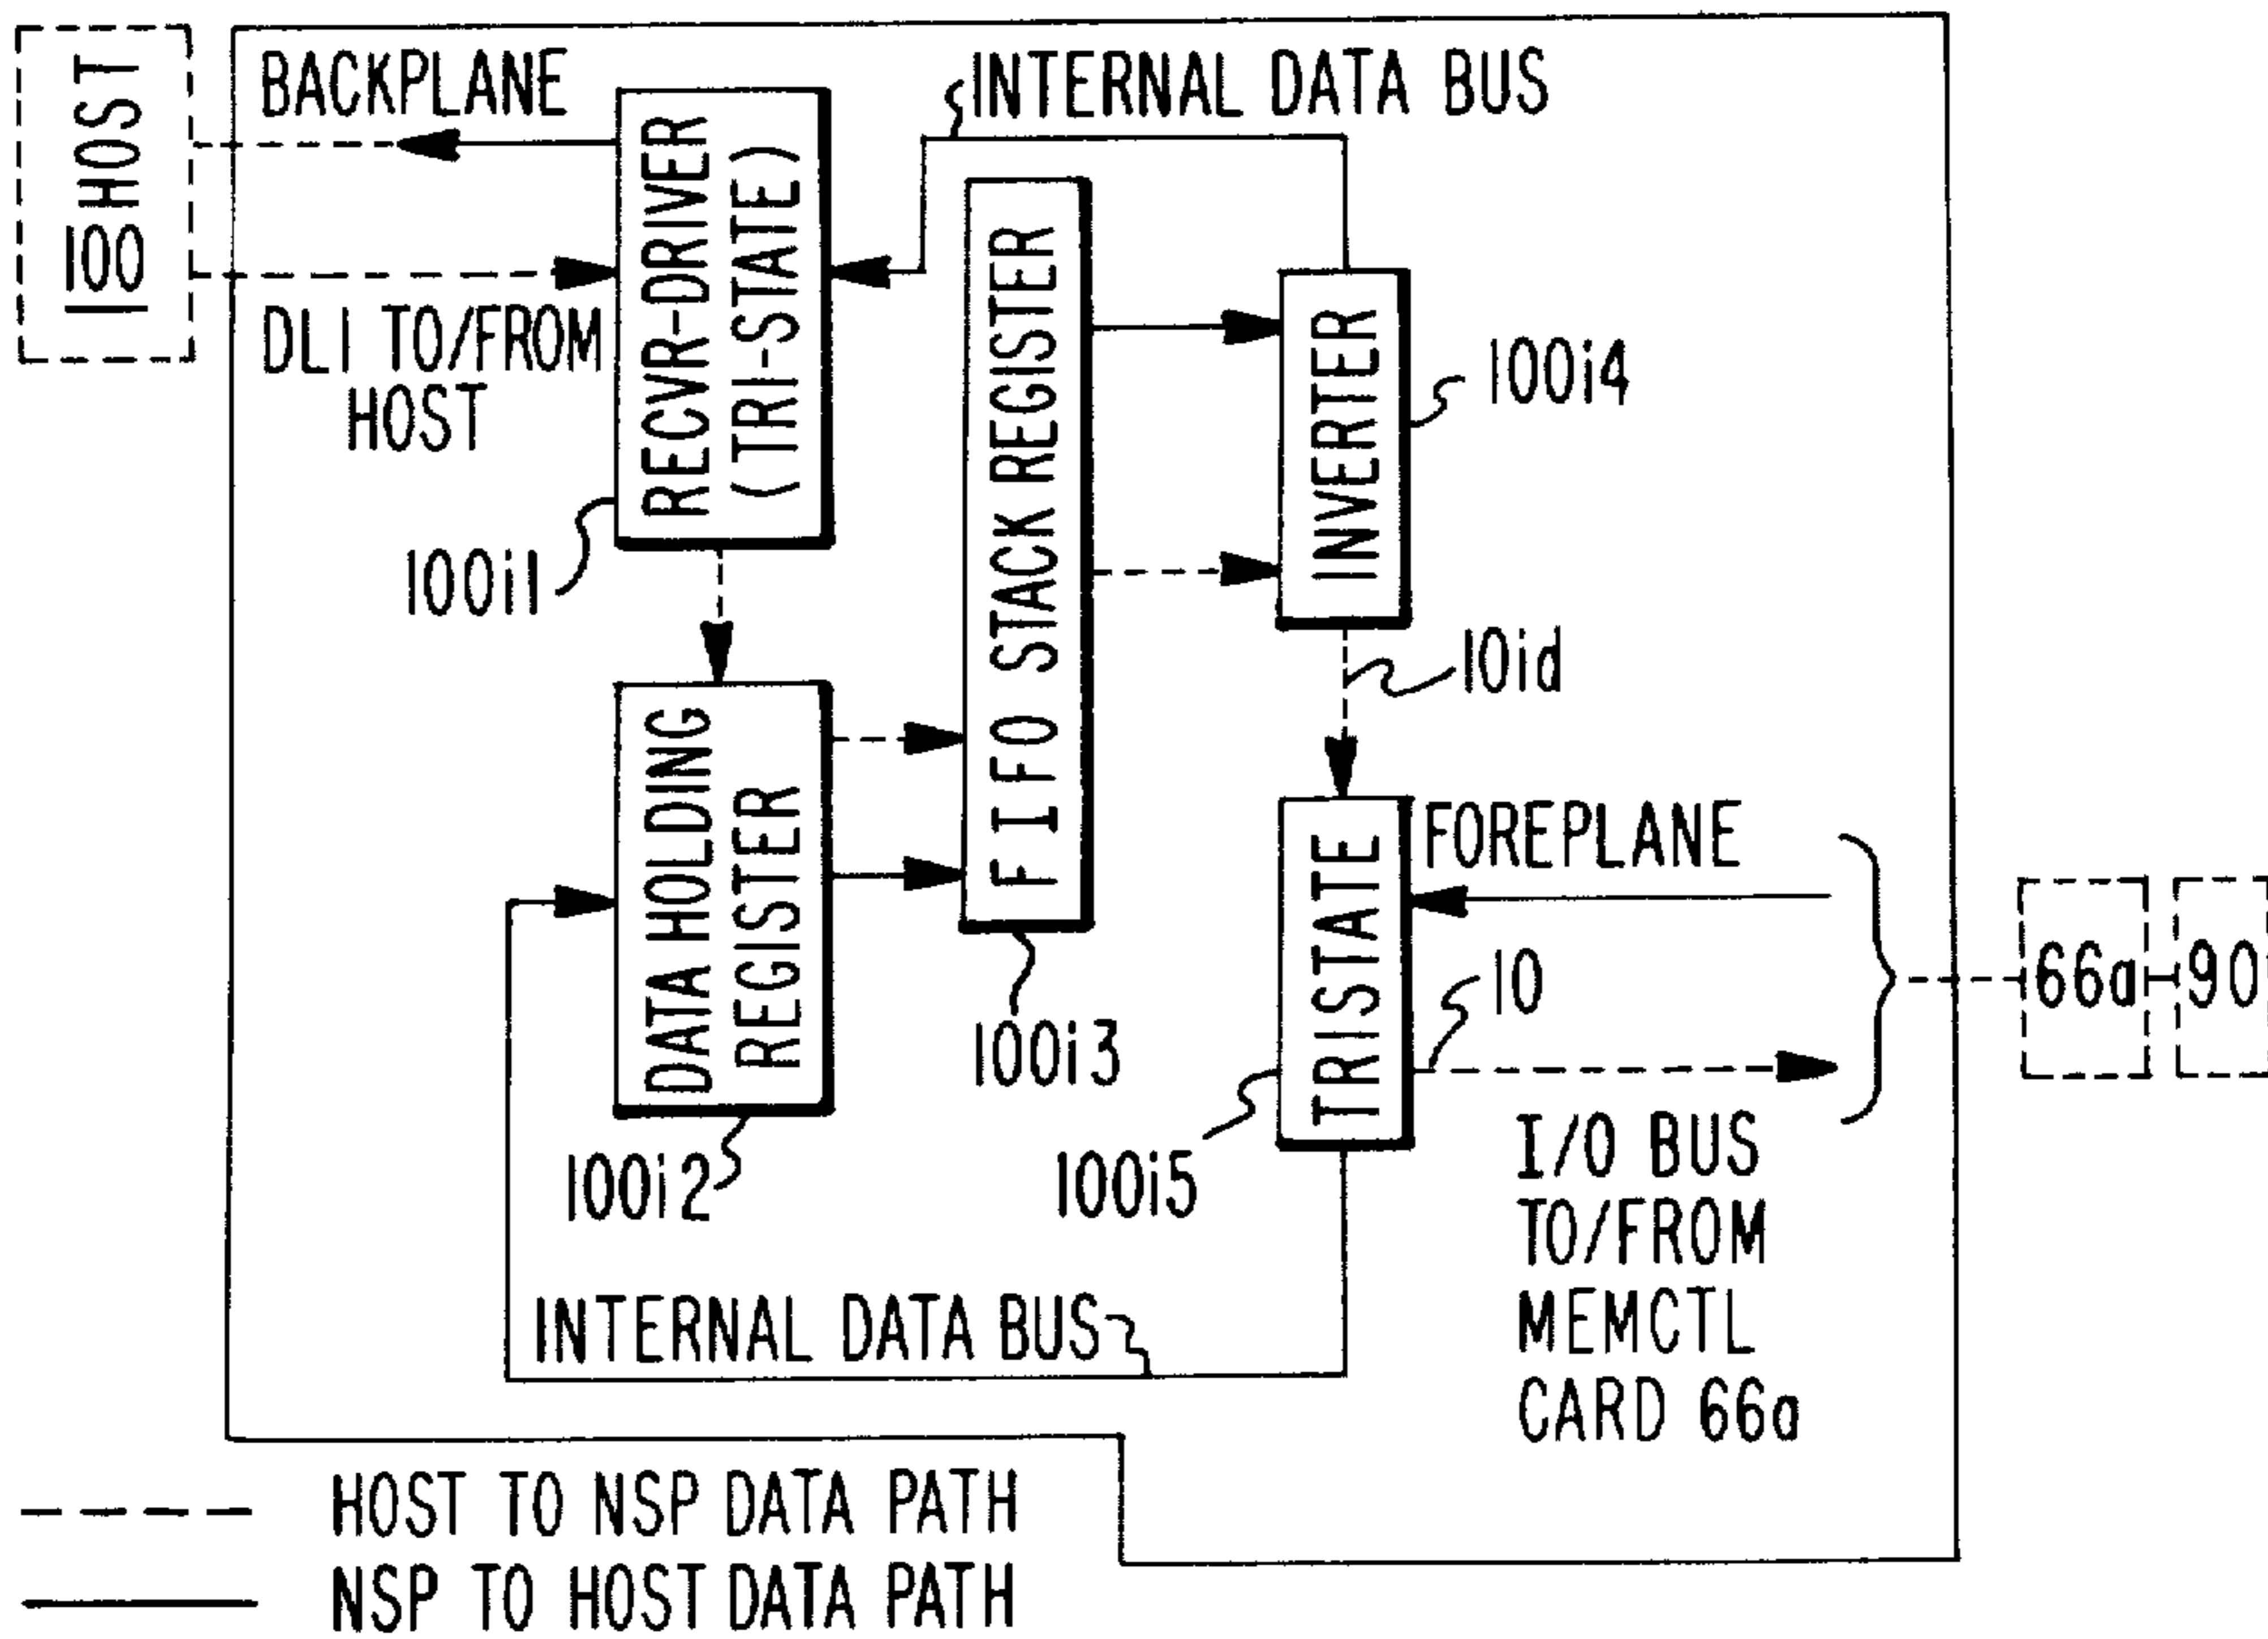 HOST
100
BACKPLANE
INTERNAL DATA BUS
DLI TO/FROM
HOST
RECVR-DRIVER
(TRI-STATE)
100i1
FIFO STACK REGISTER
INVERTER
100i4
10id
DATA HOLDING
REGISTER
100i2
100i3
TRISTATE
100i5
FOREPLANE
10
66a
90
I/O BUS
TO/FROM
MEMCTL
CARD 66a
INTERNAL DATA BUS
HOST TO NSP DATA PATH
NSP TO HOST DATA PATH